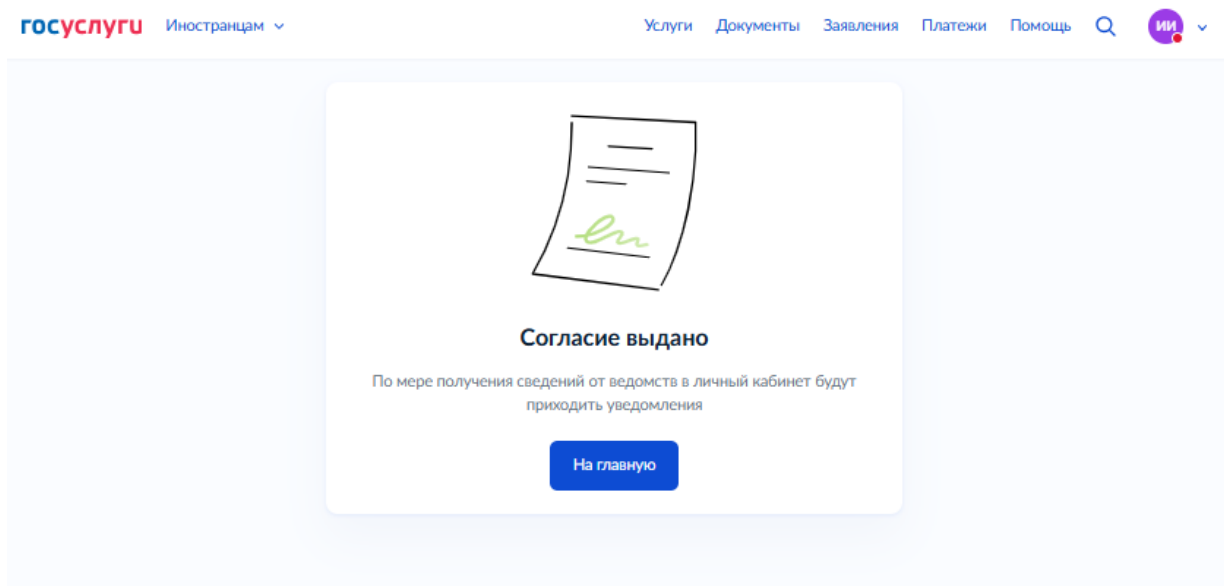 госуслуги Иностранцам Услуги Документы Заявления Платежи Помощь ИИ
Согласие выдано
По мере получения сведений от ведомств в личный кабинет будут
приходить уведомления
На главную